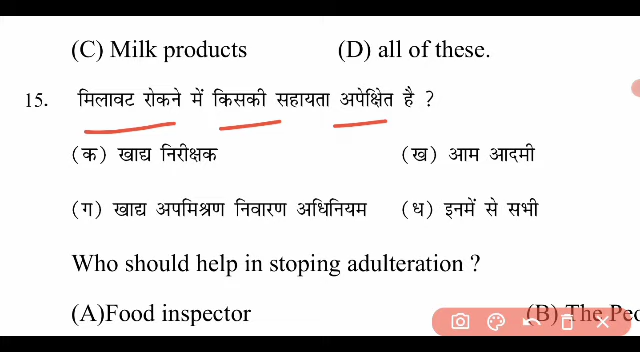 (C) Milk products (D) all of these.
15. मिलावट रोकने में किसकी सहायता अपेक्षित है ?
(क) खाद्य निरीक्षक (ख) आम आदमी
(ग) खाद्य अपमिश्रण निवारण अधिनियम (ध) इनमें से सभी
Who should help in stoping adulteration ?
(A)Food inspector (B) The